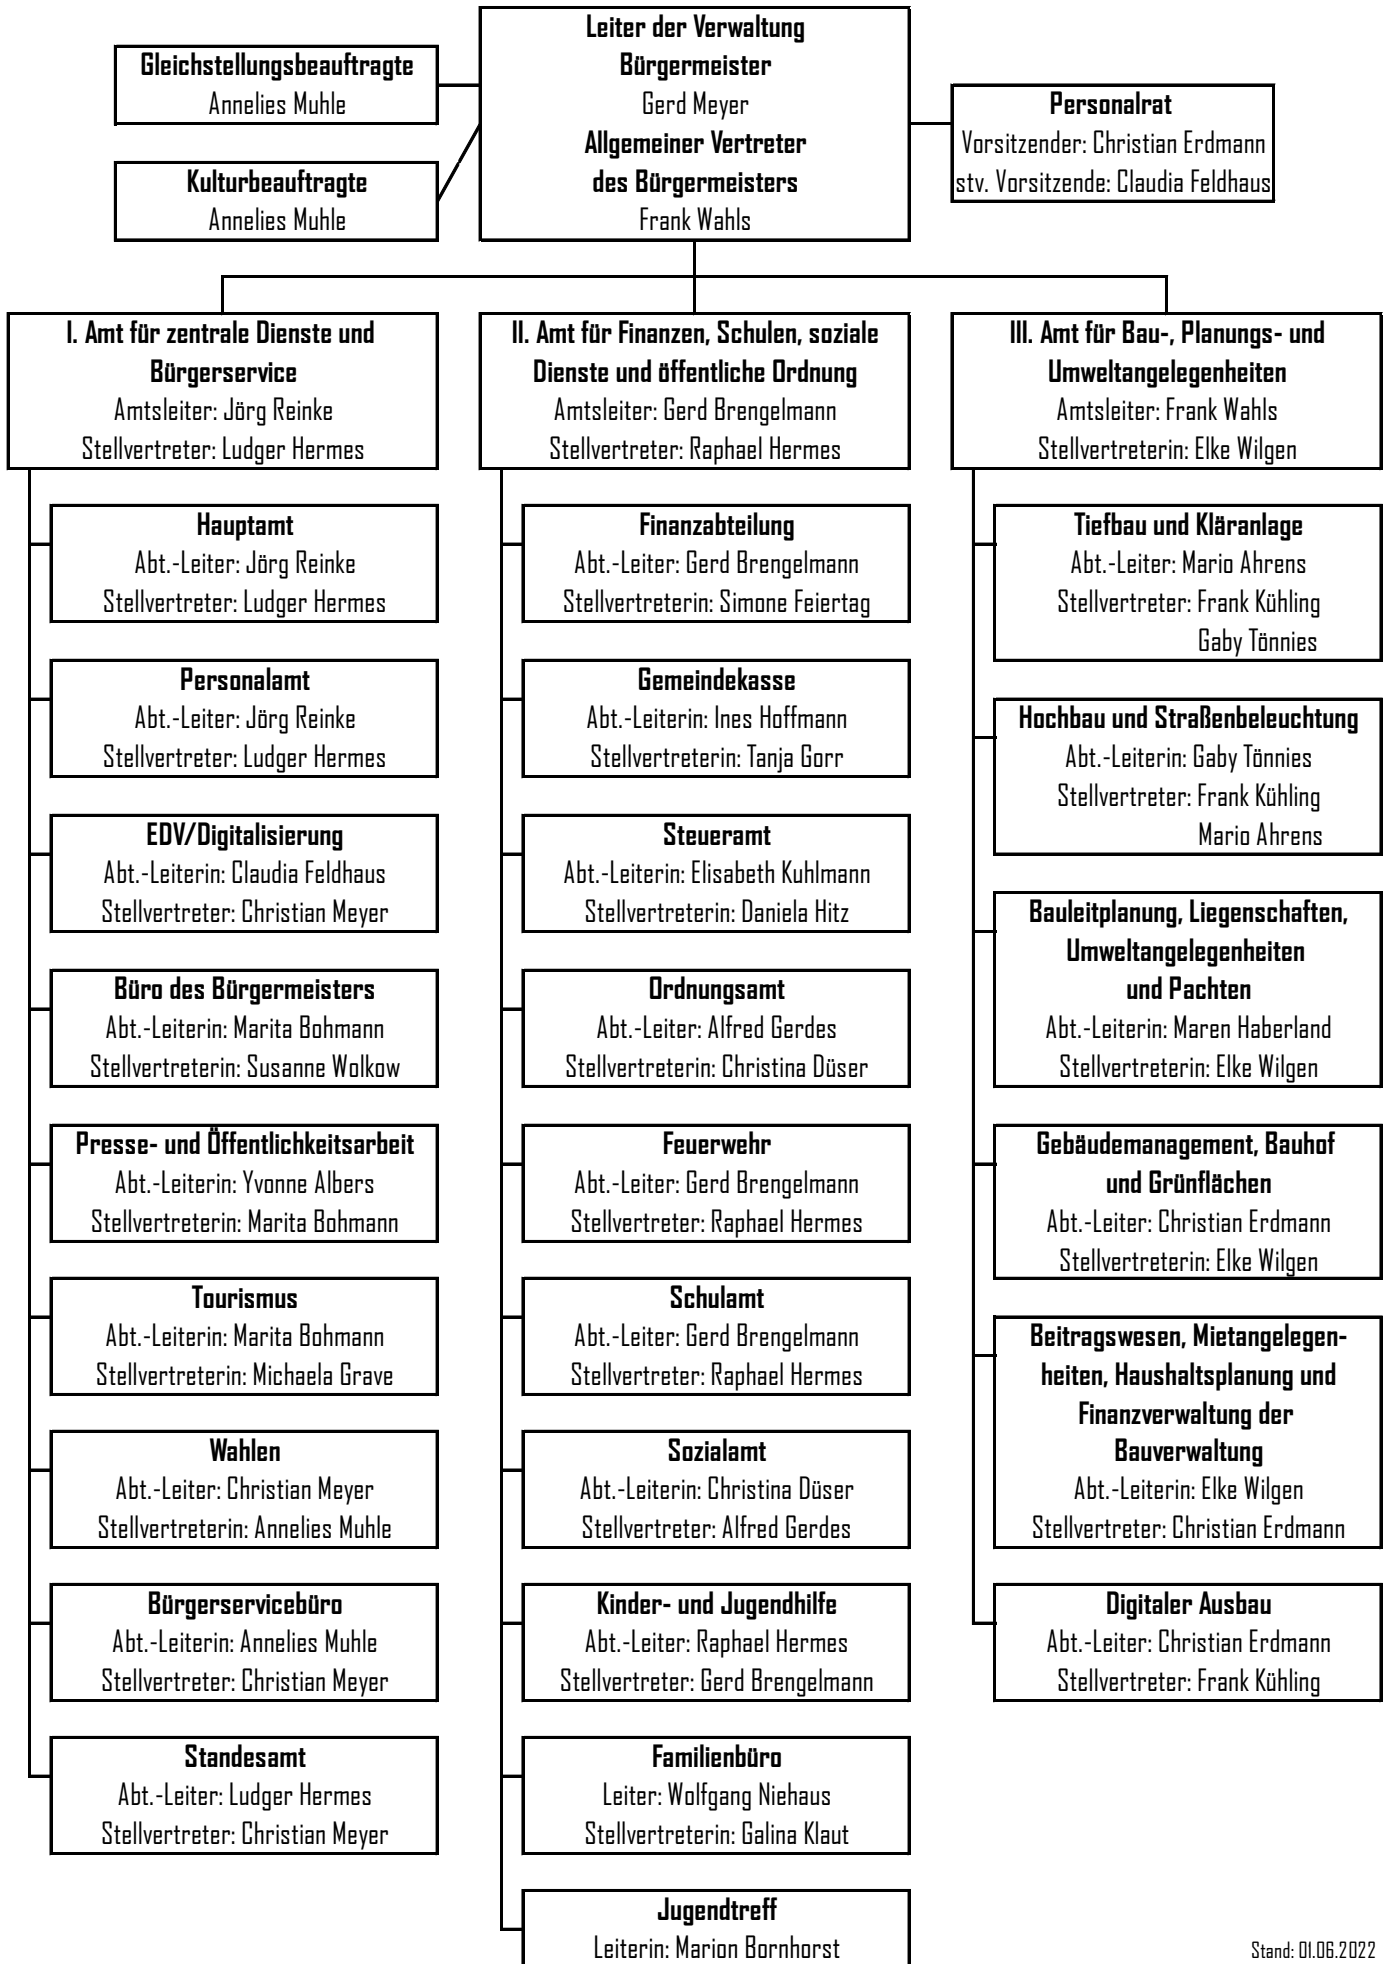 Leiter der Verwaltung
Bürgermeister
Gerd Meyer
Allgemeiner Vertreter
des Bürgermeisters
Frank Wahls
Gleichstellungsbeauftragte
Annelies Muhle
Kulturbeauftragte
Annelies Muhle
Personalrat
Vorsitzender: Christian Erdmann
stv. Vorsitzende: Claudia Feldhaus
I. Amt für zentrale Dienste und
Bürgerservice
Amtsleiter: Jörg Reinke
Stellvertreter: Ludger Hermes
Hauptamt
Abt.-Leiter: Jörg Reinke
Stellvertreter: Ludger Hermes
Personalamt
Abt.-Leiter: Jörg Reinke
Stellvertreter: Ludger Hermes
EDV/Digitalisierung
Abt.-Leiterin: Claudia Feldhaus
Stellvertreter: Christian Meyer
Büro des Bürgermeisters
Abt.-Leiterin: Marita Bohmann
Stellvertreterin: Susanne Wolkow
Presse- und Öffentlichkeitsarbeit
Abt.-Leiterin: Yvonne Albers
Stellvertreterin: Marita Bohmann
Tourismus
Abt.-Leiterin: Marita Bohmann
Stellvertreterin: Michaela Grave
Wahlen
Abt.-Leiter: Christian Meyer
Stellvertreterin: Annelies Muhle
Bürgerservicebüro
Abt.-Leiterin: Annelies Muhle
Stellvertreter: Christian Meyer
Standesamt
Abt.-Leiter: Ludger Hermes
Stellvertreter: Christian Meyer
II. Amt für Finanzen, Schulen, soziale
Dienste und öffentliche Ordnung
Amtsleiter: Gerd Brengelmann
Stellvertreter: Raphael Hermes
Finanzabteilung
Abt.-Leiter: Gerd Brengelmann
Stellvertreterin: Simone Feiertag
Gemeindekasse
Abt.-Leiterin: Ines Hoffmann
Stellvertreterin: Tanja Gorr
Steueramt
Abt.-Leiterin: Elisabeth Kuhlmann
Stellvertreterin: Daniela Hitz
Ordnungsamt
Abt.-Leiter: Alfred Gerdes
Stellvertreterin: Christina Düser
Feuerwehr
Abt.-Leiter: Gerd Brengelmann
Stellvertreter: Raphael Hermes
Schulamt
Abt.-Leiter: Gerd Brengelmann
Stellvertreter: Raphael Hermes
Sozialamt
Abt.-Leiterin: Christina Düser
Stellvertreter: Alfred Gerdes
Kinder- und Jugendhilfe
Abt.-Leiter: Raphael Hermes
Stellvertreter: Gerd Brengelmann
Familienbüro
Leiter: Wolfgang Niehaus
Stellvertreterin: Galina Klaut
Jugendtreff
Leiterin: Marion Bornhorst
III. Amt für Bau-, Planungs- und
Umweltangelegenheiten
Amtsleiter: Frank Wahls
Stellvertreterin: Elke Wilgen
Tiefbau und Kläranlage
Abt.-Leiter: Mario Ahrens
Stellvertreter: Frank Kühling
Gaby Tönnies
Hochbau und Straßenbeleuchtung
Abt.-Leiterin: Gaby Tönnies
Stellvertreter: Frank Kühling
Mario Ahrens
Bauleitplanung, Liegenschaften,
Umweltangelegenheiten
und Pachten
Abt.-Leiterin: Maren Haberland
Stellvertreterin: Elke Wilgen
Gebäudemanagement, Bauhof
und Grünflächen
Abt.-Leiter: Christian Erdmann
Stellvertreterin: Elke Wilgen
Beitragswesen, Mietangelegen-
heiten, Haushaltsplanung und
Finanzverwaltung der
Bauverwaltung
Abt.-Leiterin: Elke Wilgen
Stellvertreter: Christian Erdmann
Digitaler Ausbau
Abt.-Leiter: Christian Erdmann
Stellvertreter: Frank Kühling
Stand: 01.06.2022